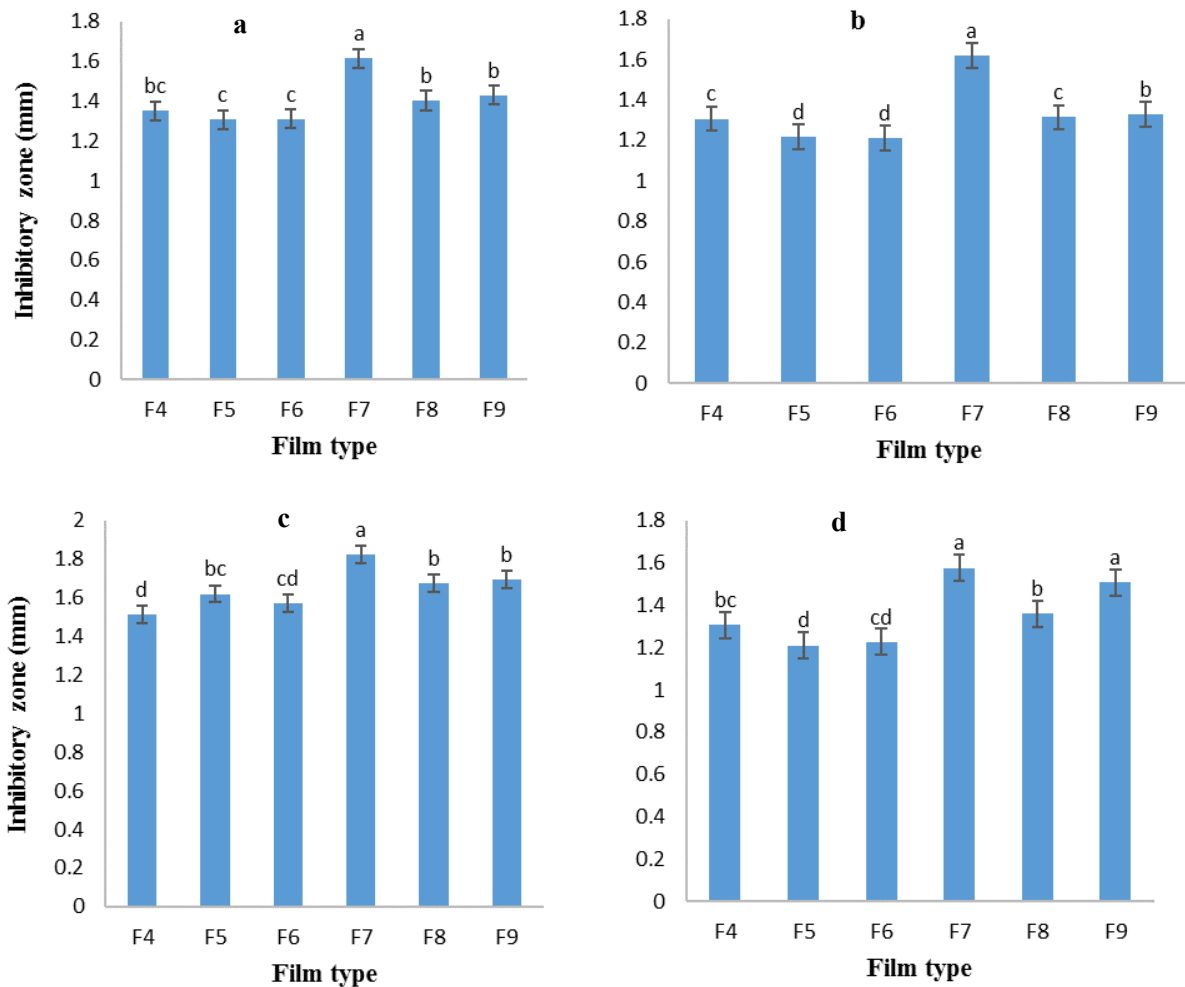 a
Inhibitory zone (mm)
1.8
1.6
1.4
1.2
1
0.8
0.6
0.4
0.2
0
bc c c a b b
F4 F5 F6 F7 F8 F9
Film type
b
1.8
1.6
1.4
1.2
1
0.8
0.6
0.4
0.2
0
c d d a c b
F4 F5 F6 F7 F8 F9
Film type
c
Inhibitory zone (mm)
2
1.8
1.6
1.4
1.2
1
0.8
0.6
0.4
0.2
0
d bc cd a b b
F4 F5 F6 F7 F8 F9
Film type
d
1.8
1.6
1.4
1.2
1
0.8
0.6
0.4
0.2
0
bc d cd a b a
F4 F5 F6 F7 F8 F9
Film type